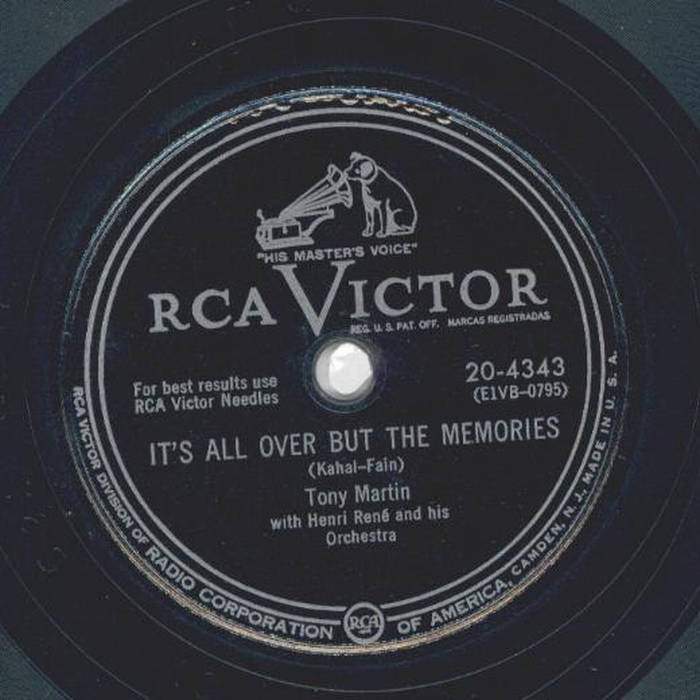 "HIS MASTER'S VOICE"
RCA VICTOR
REG. U. S. PAT. OFF. MARCAS REGISTRADAS
For best results use
RCA Victor Needles
20-4343
(E1VB-0795)
IT'S ALL OVER BUT THE MEMORIES
(Kahal-Fain)
Tony Martin
with Henri René and his
Orchestra
RCA VICTOR DIVISION OF RADIO CORPORATION OF AMERICA, CAMDEN, N. J., MADE IN U. S. A.
RCA